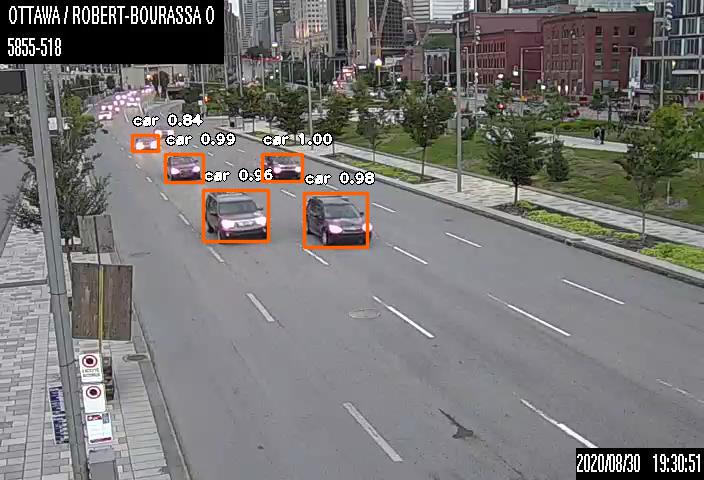 OTTAWA / ROBERT-BOURASSA O
5855-518
car 0.84
car 0.99
car 1.00
car 0.96
car 0.98
2020/08/30 19:30:51